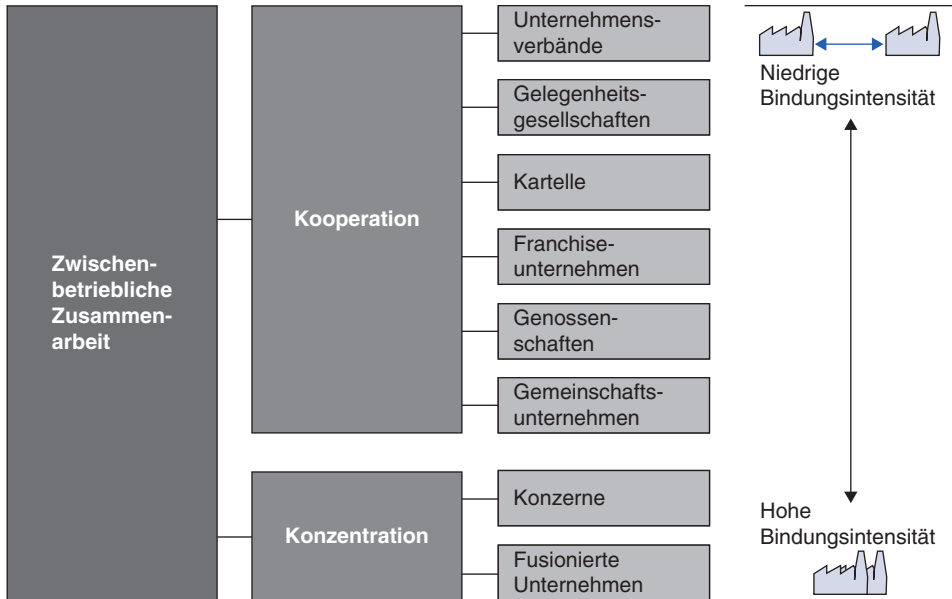 Zwischen-
betriebliche
Zusammen-
arbeit
Kooperation
Unternehmens-
verbände
Gelegenheits-
gesellschaften
Kartelle
Franchise-
unternehmen
Genossen-
schaften
Gemeinschafts-
unternehmen
Konzentration
Konzerne
Fusionierte
Unternehmen
Niedrige
Bindungsintensität
Hohe
Bindungsintensität